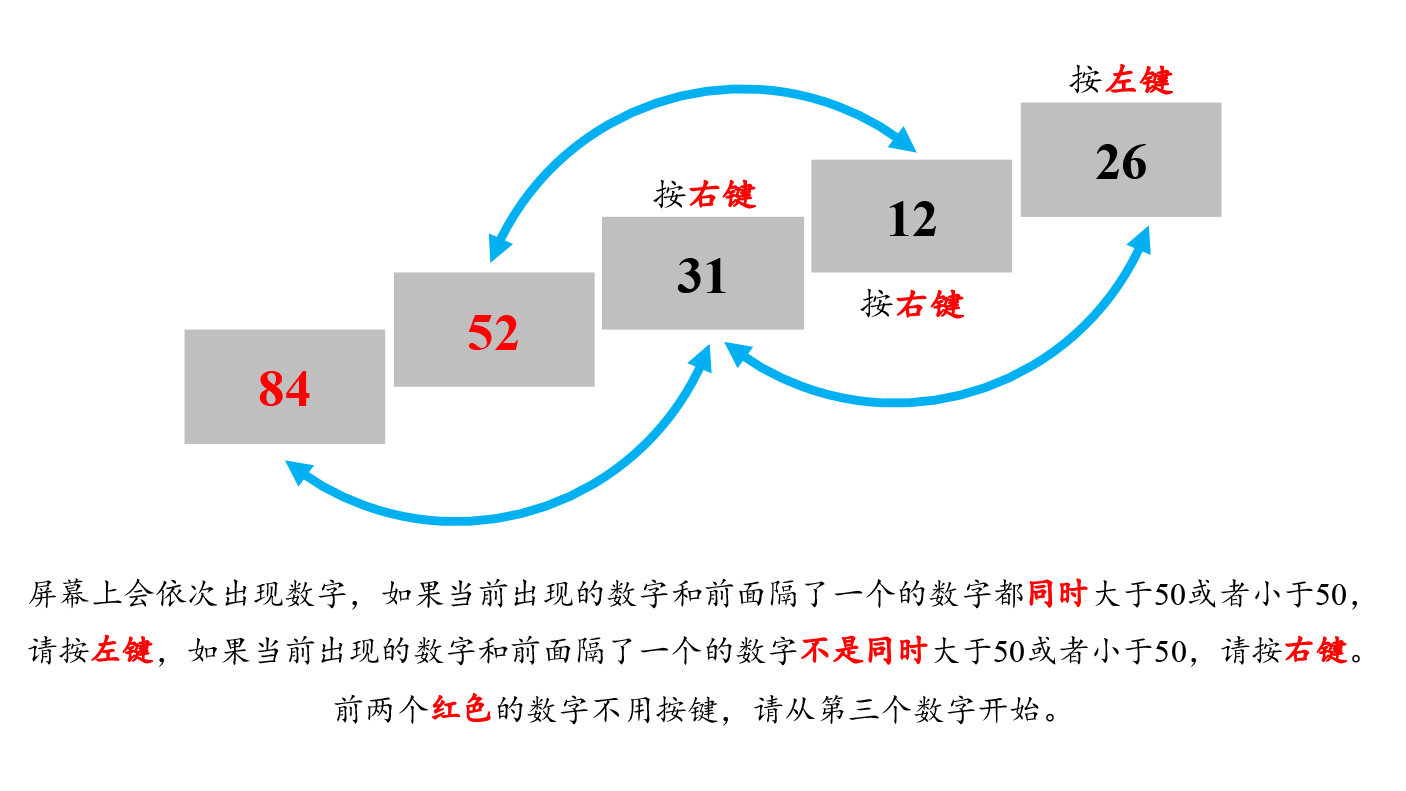 按左键
26
按右键
12
31
按右键
52
84
屏幕上会依次出现数字，如果当前出现的数字和前面隔了一个的数字都同时大于50或者小于50，
请按左键，如果当前出现的数字和前面隔了一个的数字不是同时大于50或者小于50，请按右键。
前两个红色的数字不用按键，请从第三个数字开始。